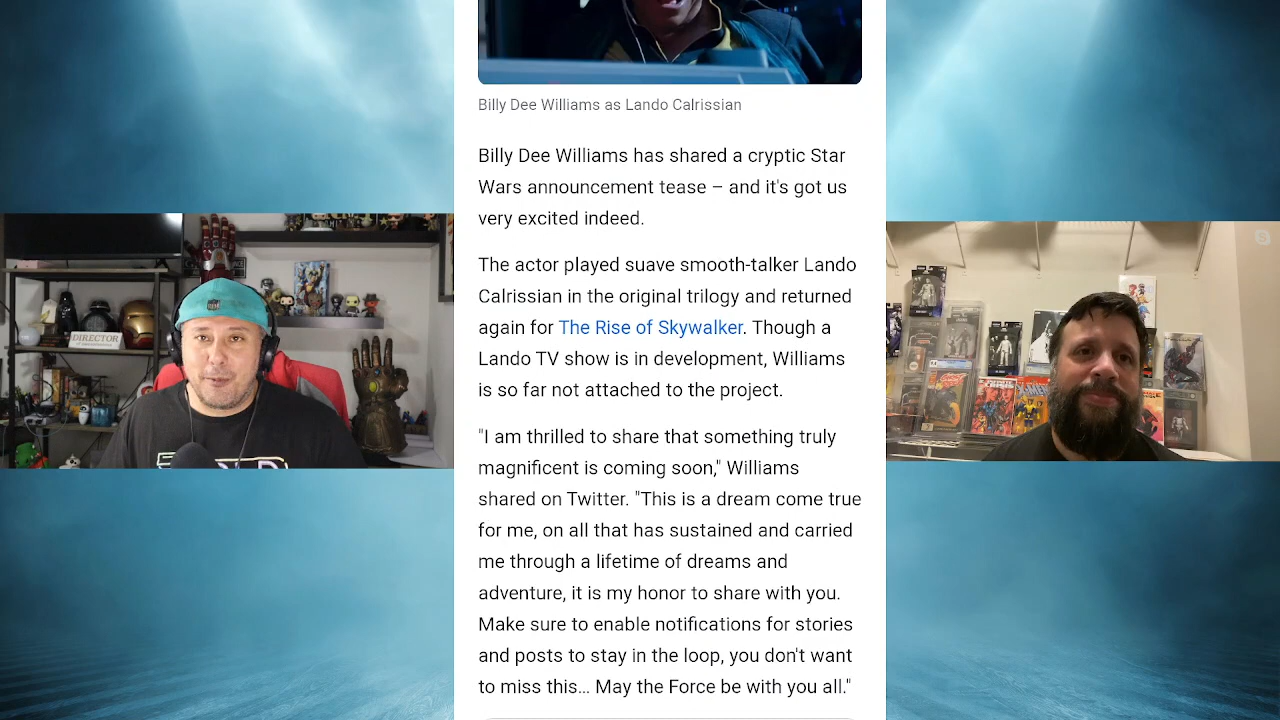 Billy Dee Williams as Lando Calrissian
Billy Dee Williams has shared a cryptic Star
Wars announcement tease – and it's got us
very excited indeed.
The actor played suave smooth-talker Lando
Calrissian in the original trilogy and returned
again for The Rise of Skywalker. Though a
Lando TV show is in development, Williams
is so far not attached to the project.
"I am thrilled to share that something truly
magnificent is coming soon," Williams
shared on Twitter. "This is a dream come true
for me, on all that has sustained and carried
me through a lifetime of dreams and
adventure, it is my honor to share with you.
Make sure to enable notifications for stories
and posts to stay in the loop, you don't want
to miss this... May the Force be with you all."
DIRECTOR